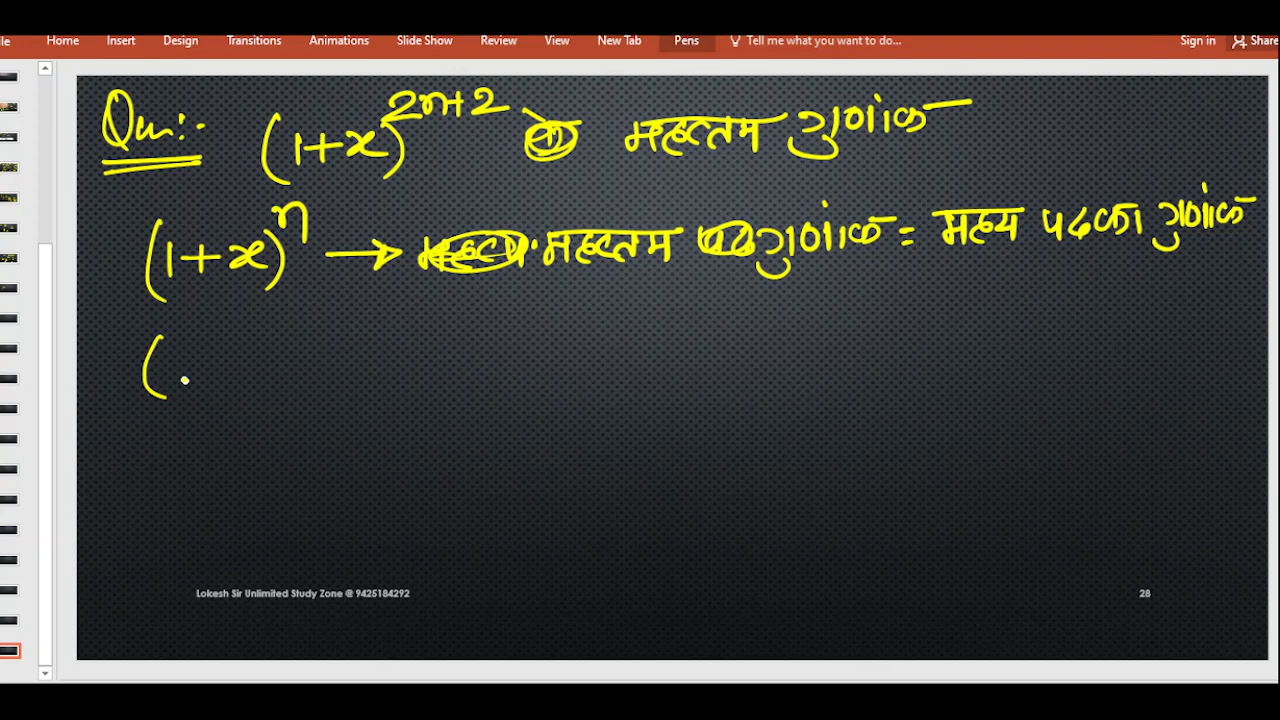 Home Insert Design Transitions Animations Slide Show Review View New Tab Pens Tell me what you want to do... Sign in Share
Qn:- (1+x)^2n+2 महत्तम गुणांक
(1+x)^n → महत्तम गुणांक = मध्य पद का गुणांक
(
Lokesh Sir Unlimited Study Zone @ 9425184292
28